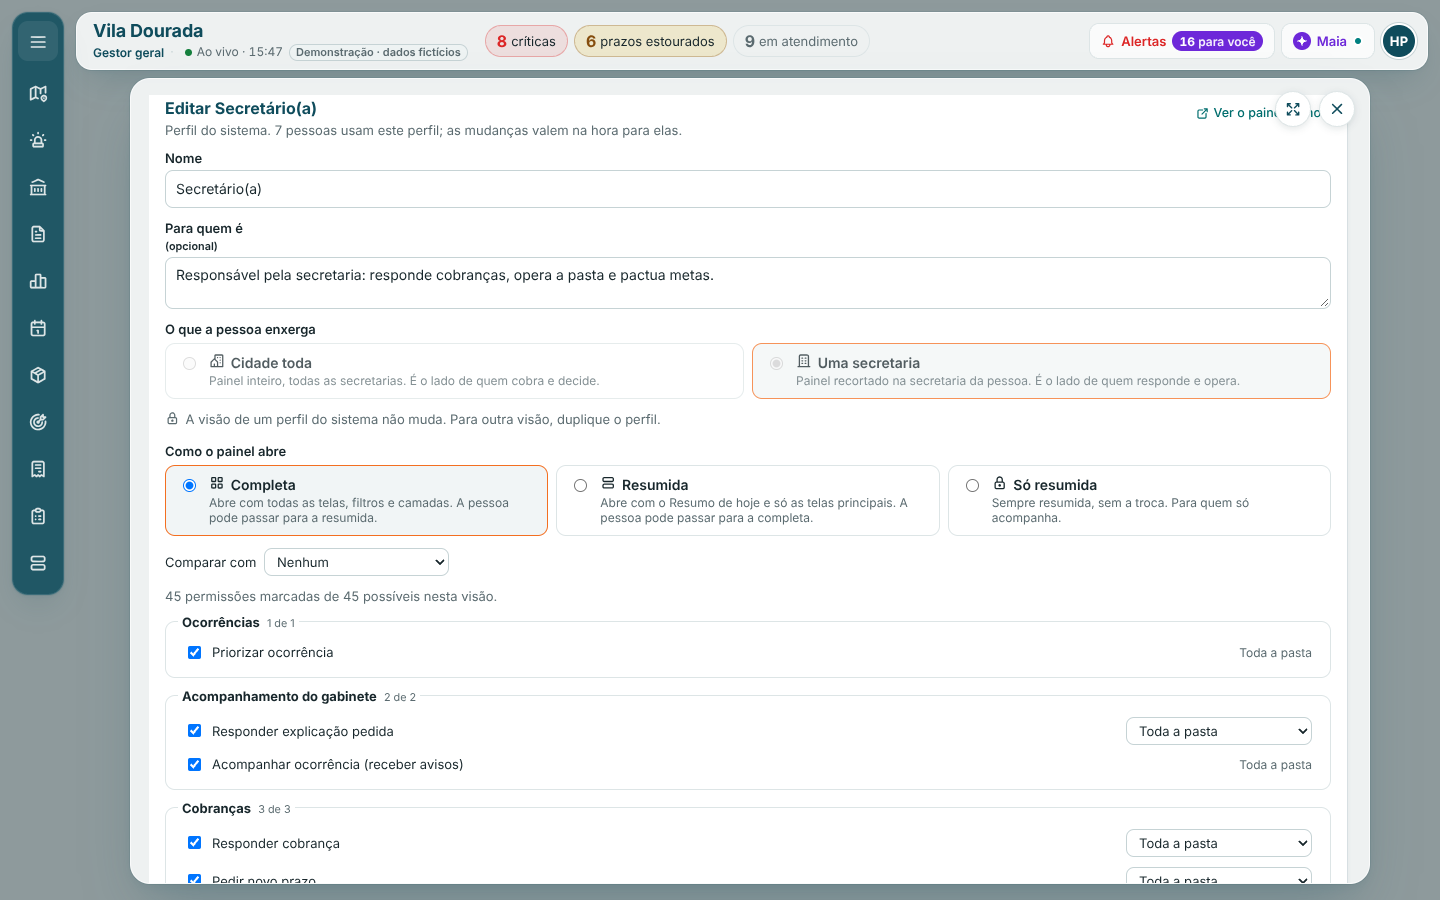 Vila Dourada
Gestor geral · Ao vivo · 15:47 Demonstração · dados fictícios
8 críticas
6 prazos estourados
9 em atendimento
Alertas 16 para você
Maia
HP
Editar Secretário(a)
Ver o pain
Perfil do sistema. 7 pessoas usam este perfil; as mudanças valem na hora para elas.
Nome
Secretário(a)
Para quem é
(opcional)
Responsável pela secretaria: responde cobranças, opera a pasta e pactua metas.
O que a pessoa enxerga
Cidade toda
Painel inteiro, todas as secretarias. É o lado de quem cobra e decide.
Uma secretaria
Painel recortado na secretaria da pessoa. É o lado de quem responde e opera.
A visão de um perfil do sistema não muda. Para outra visão, duplique o perfil.
Como o painel abre
Completa
Abre com todas as telas, filtros e camadas. A pessoa
pode passar para a resumida.
Resumida
Abre com o Resumo de hoje e só as telas principais. A
pessoa pode passar para a completa.
Só resumida
Sempre resumida, sem a troca. Para quem só
acompanha.
Comparar com Nenhum
45 permissões marcadas de 45 possíveis nesta visão.
Ocorrências 1 de 1
Priorizar ocorrência Toda a pasta
Acompanhamento do gabinete 2 de 2
Responder explicação pedida Toda a pasta
Acompanhar ocorrência (receber avisos) Toda a pasta
Cobranças 3 de 3
Responder cobrança Toda a pasta
Pedir novo prazo Toda a pasta